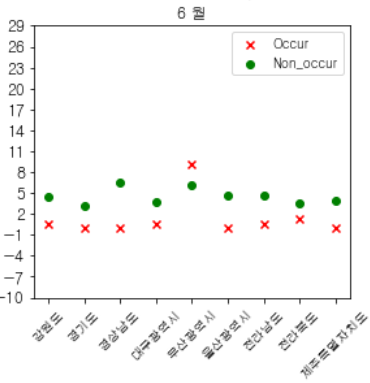 6 월
Occur
Non_occur
29
26
23
20
17
14
11
8
5
2
−1
−4
−7
−10
강원도
경기도
경상남도
대구광역시
부산광역시
울산광역시
전라남도
전라북도
제주특별자치도